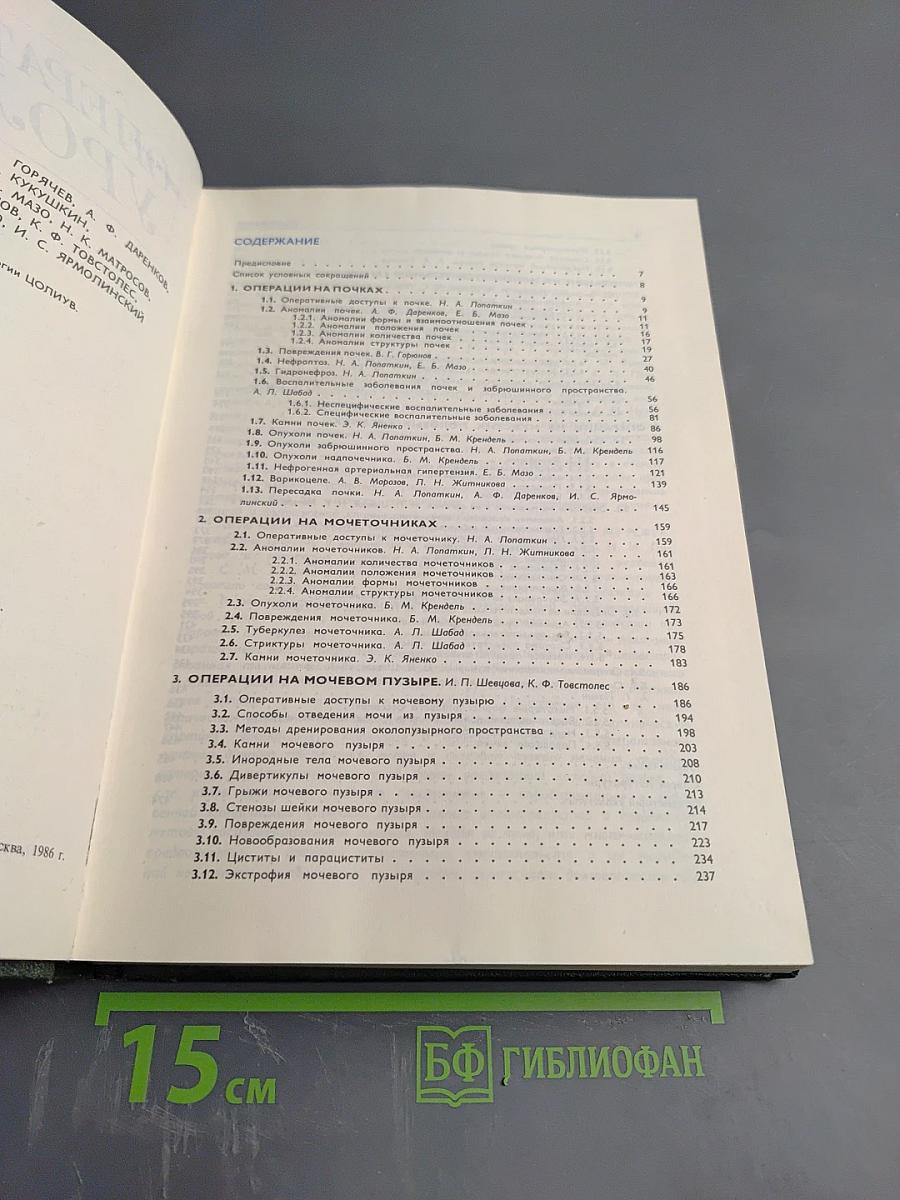 ГОРЯЧЕВ, А. Ф. ДАРЕНКОВ,
КУКУШКИН,
МАЗО, Н. К. МАТРОСОВ,
К. Ф. ТОВСТОЛЕС,
И. С. ЯРМОЛИНСКИЙ
ЦОЛИУВ.
1986 г.
СОДЕРЖАНИЕ
Предисловие . . . 7
Список условных сокращений . . . 8
1. ОПЕРАЦИИ НА ПОЧКАХ . . . 9
1.1. Оперативные доступы к почке. Н. А. Лопаткин . . . 9
1.2. Аномалии почек. А. Ф. Даренков, Е. Б. Мазо . . . 11
1.2.1. Аномалии формы и взаимоотношения почек . . . 11
1.2.2. Аномалии положения почек . . . 16
1.2.3. Аномалии количества почек . . . 17
1.2.4. Аномалии структуры почек . . . 19
1.3. Повреждения почек. В. Г. Горюнов . . . 27
1.4. Нефроптоз. Н. А. Лопаткин, Е. Б. Мазо . . . 40
1.5. Гидронефроз. Н. А. Лопаткин . . . 46
1.6. Воспалительные заболевания почек и забрюшинного пространства.
А. Л. Шабад . . . 56
1.6.1. Неспецифические воспалительные заболевания . . . 56
1.6.2. Специфические воспалительные заболевания . . . 81
1.7. Камни почек. Э. К. Яненко . . . 86
1.8. Опухоли почек. Н. А. Лопаткин, Б. М. Крендель . . . 98
1.9. Опухоли забрюшинного пространства. Н. А. Лопаткин, Б. М. Крендель 116
1.10. Опухоли надпочечника. Б. М. Крендель . . . 117
1.11. Нефрогенная артериальная гипертензия. Е. Б. Мазо . . . 121
1.12. Варикоцеле. А. В. Морозов, Л. Н. Житникова . . . 139
1.13. Пересадка почки. Н. А. Лопаткин, А. Ф. Даренков, И. С. Ярмо-
линский . . . 145
2. ОПЕРАЦИИ НА МОЧЕТОЧНИКАХ . . . 159
2.1. Оперативные доступы к мочеточнику. Н. А. Лопаткин . . . 159
2.2. Аномалии мочеточников. Н. А. Лопаткин, Л. Н. Житникова . . . 161
2.2.1. Аномалии количества мочеточников . . . 161
2.2.2. Аномалии положения мочеточников . . . 163
2.2.3. Аномалии формы мочеточников . . . 166
2.2.4. Аномалии структуры мочеточников . . . 166
2.3. Опухоли мочеточника. Б. М. Крендель . . . 172
2.4. Повреждения мочеточника. Б. М. Крендель . . . 173
2.5. Туберкулез мочеточника. А. Л. Шабад . . . 175
2.6. Стриктуры мочеточника. А. Л. Шабад . . . 178
2.7. Камни мочеточника. Э. К. Яненко . . . 183
3. ОПЕРАЦИИ НА МОЧЕВОМ ПУЗЫРЕ. И. П. Шевцова, К. Ф. Товстолес . . . 186
3.1. Оперативные доступы к мочевому пузырю . . . 186
3.2. Способы отведения мочи из пузыря . . . 194
3.3. Методы дренирования околопузырного пространства . . . 198
3.4. Камни мочевого пузыря . . . 203
3.5. Инородные тела мочевого пузыря . . . 208
3.6. Дивертикулы мочевого пузыря . . . 210
3.7. Грыжи мочевого пузыря . . . 213
3.8. Стенозы шейки мочевого пузыря . . . 214
3.9. Повреждения мочевого пузыря . . . 217
3.10. Новообразования мочевого пузыря . . . 223
3.11. Циститы и парациститы . . . 234
3.12. Экстрофия мочевого пузыря . . . 237
15 см
БФ ГИБЛИОФАН